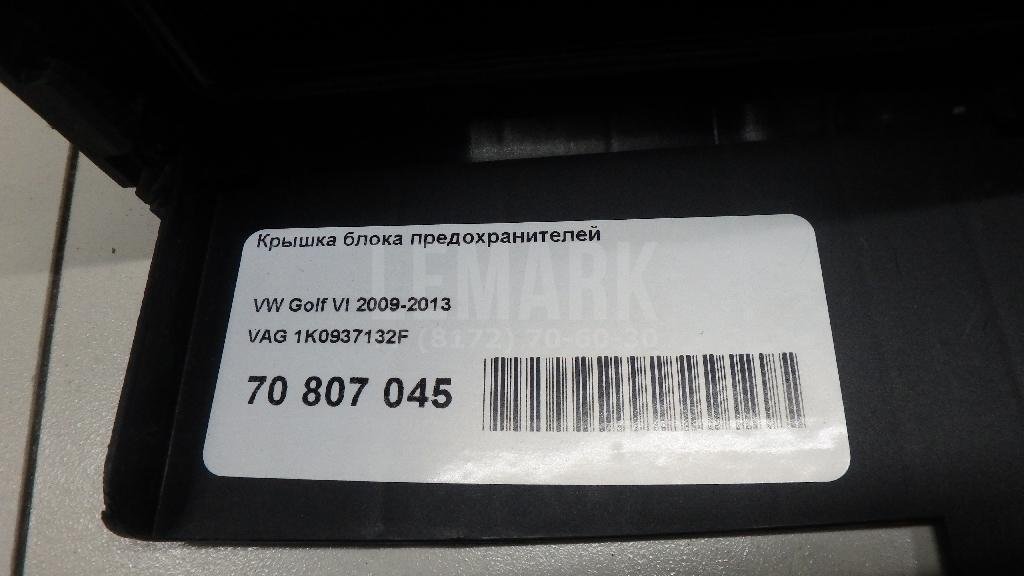 Крышка блока предохранителей
LEMARK
VW Golf VI 2009-2013
VAG 1K0937132F
(8172) 70-60-30
70 807 045